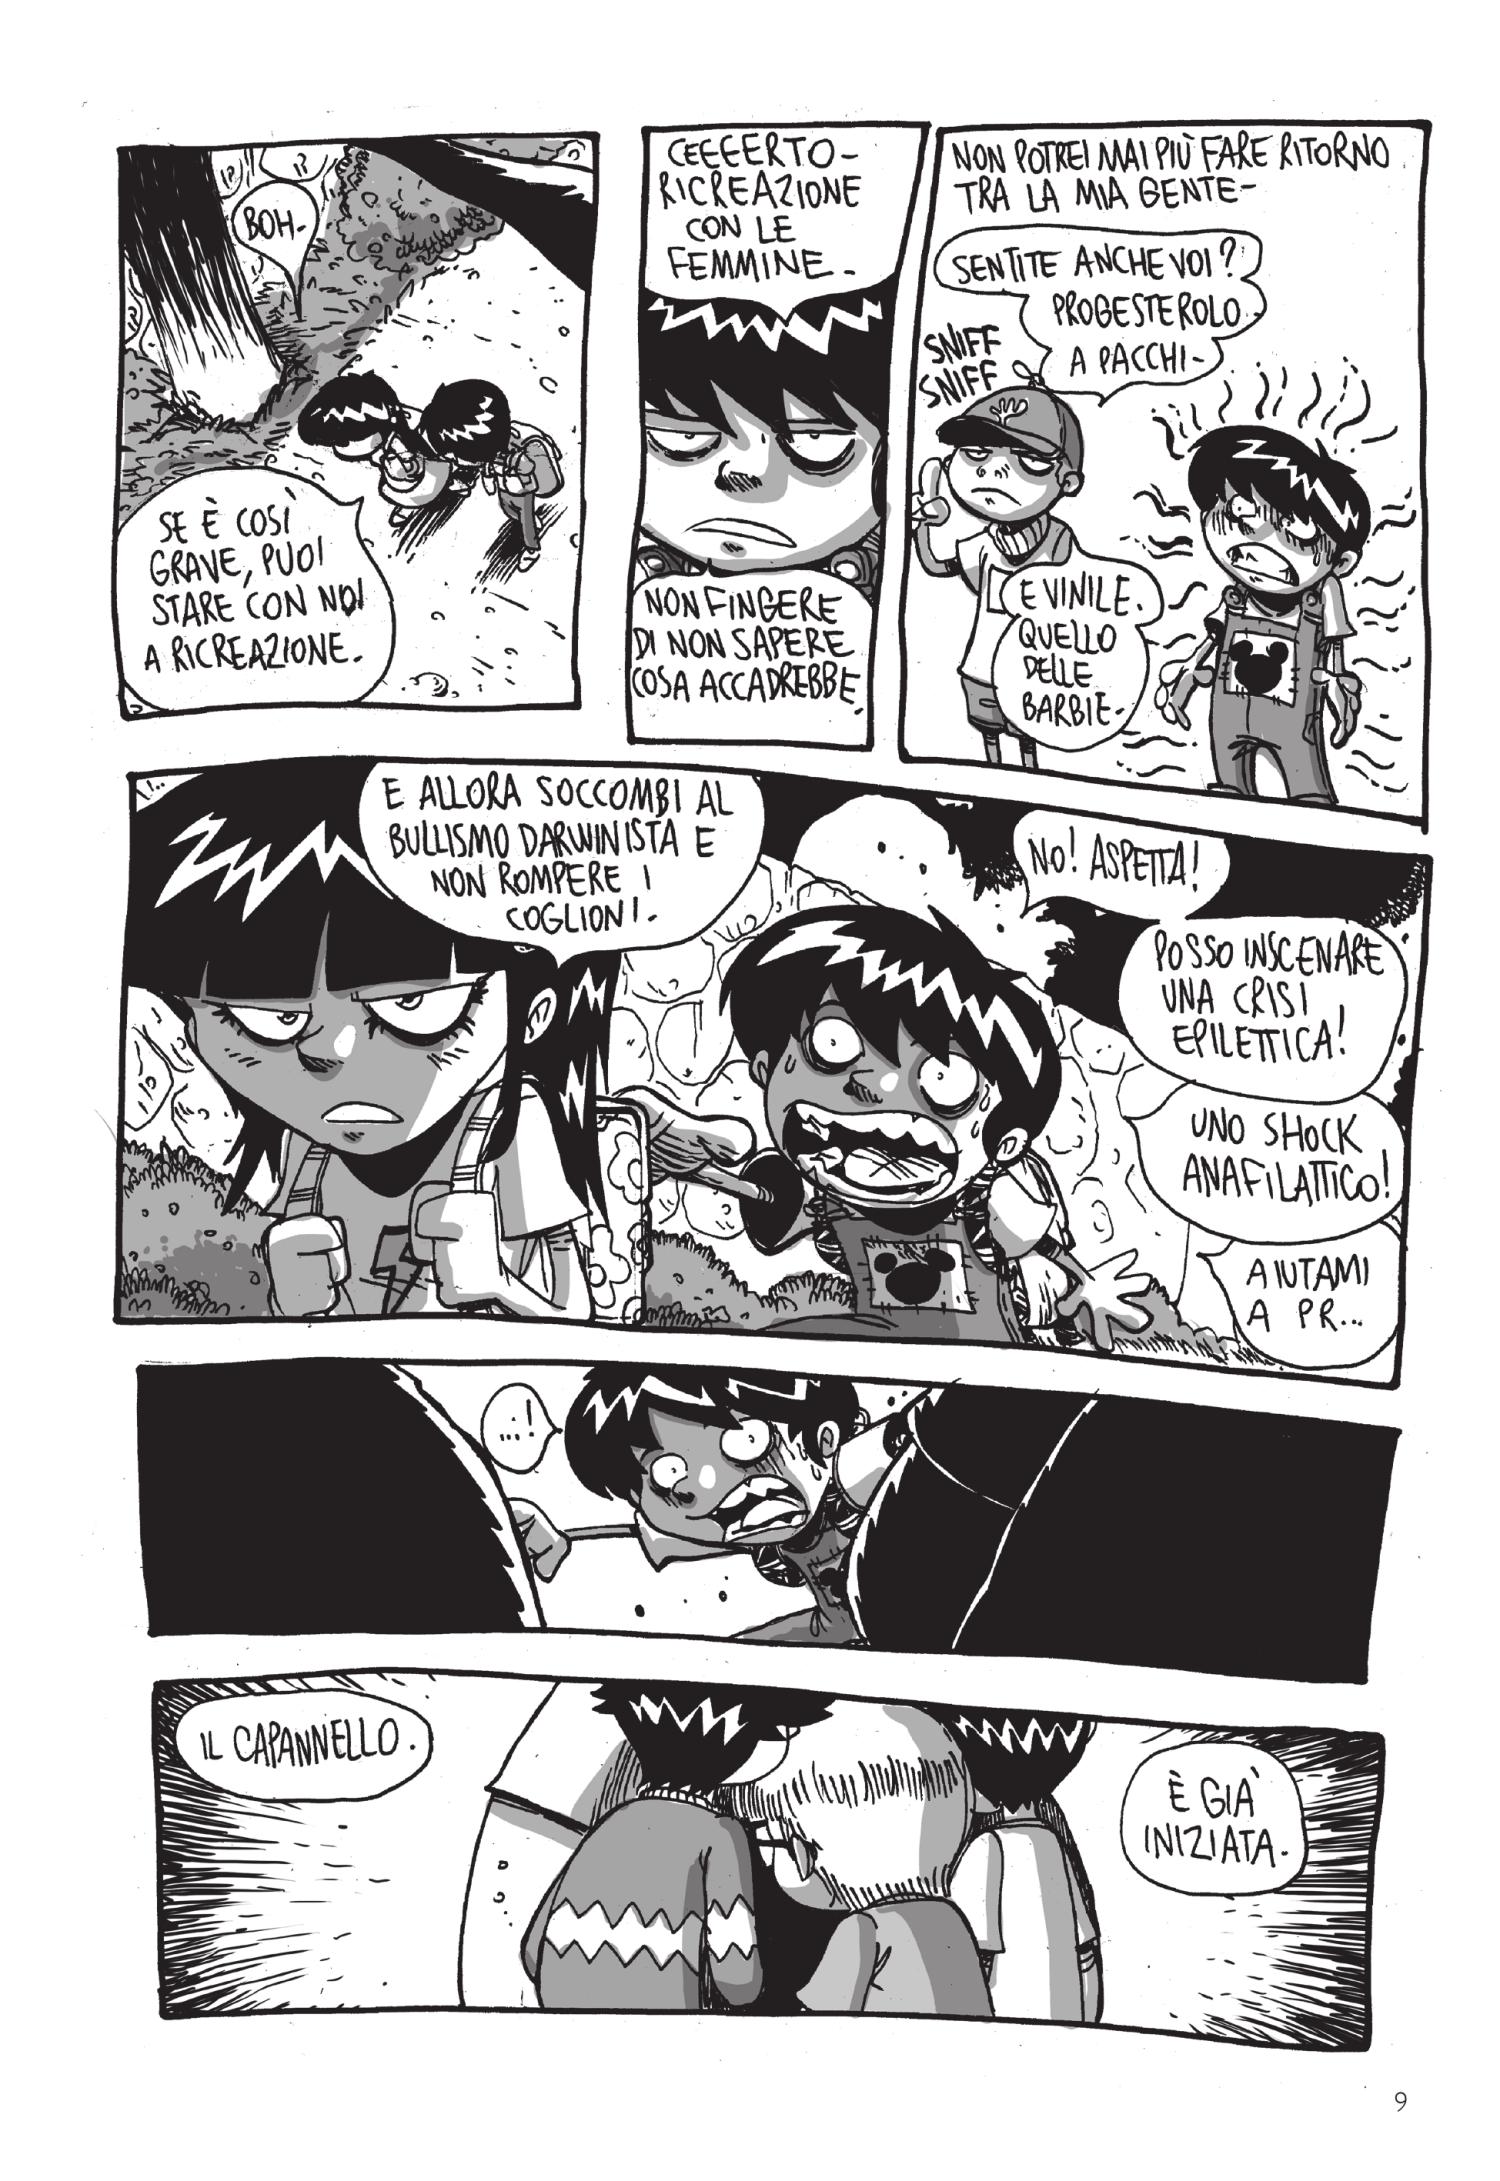 BOH-
SE È COSÌ
GRAVE, PUOI
STARE CON NOI
A RICREAZIONE.
CEEEERTO-
RICREAZIONE
CON LE
FEMMINE.
NON FINGERE
DI NON SAPERE
COSA ACCADREBBE.
NON POTREI MAI PIÙ FARE RITORNO
TRA LA MIA GENTE-
SENTITE ANCHE VOI?
PROGESTEROLO
A PACCHI-
SNIFF
SNIFF
E VINILE.
QUELLO
DELLE
BARBIE-
E ALLORA SOCCOMBI AL
BULLISMO DARWINISTA E
NON ROMPERE I
COGLIONI.
NO! ASPETTA!
POSSO INSCENARE
UNA CRISI
EPILETTICA!
UNO SHOCK
ANAFILATTICO!
AIUTAMI
A PR...
...!
IL CAPANNELLO.
È GIÀ
INIZIATA.
9